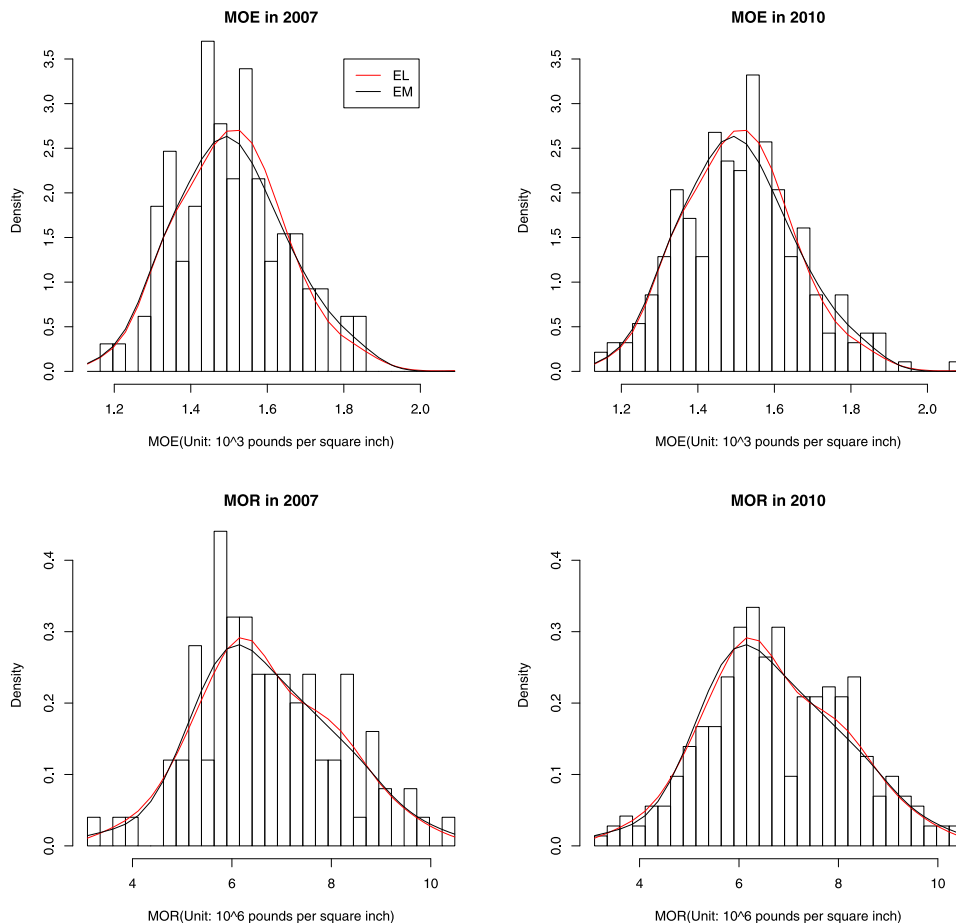 MOE in 2007
EL
EM
Density
0.0 0.5 1.0 1.5 2.0 2.5 3.0 3.5
1.2 1.4 1.6 1.8 2.0
MOE(Unit: 10^3 pounds per square inch)
MOE in 2010
Density
0.0 0.5 1.0 1.5 2.0 2.5 3.0 3.5
1.2 1.4 1.6 1.8 2.0
MOE(Unit: 10^3 pounds per square inch)
MOR in 2007
Density
0.0 0.1 0.2 0.3 0.4
4 6 8 10
MOR(Unit: 10^6 pounds per square inch)
MOR in 2010
Density
0.0 0.1 0.2 0.3 0.4
4 6 8 10
MOR(Unit: 10^6 pounds per square inch)